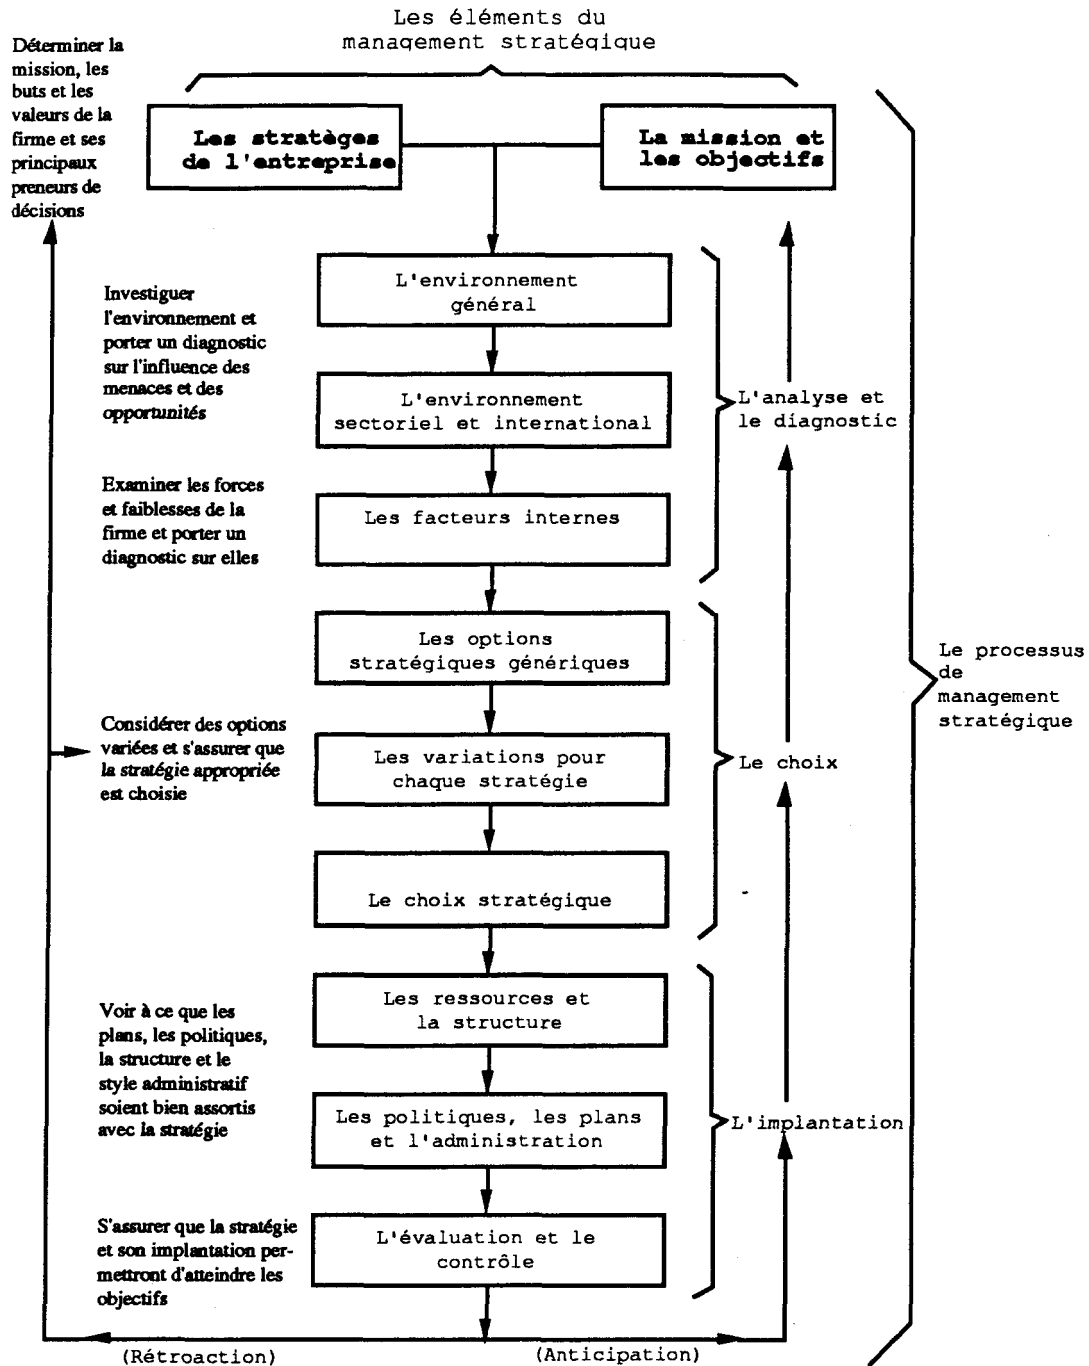 Les éléments du
management stratégique
Déterminer la
mission, les
buts et les
valeurs de la
firme et ses
principaux
preneurs de
décisions
Les stratèges
de l'entreprise
La mission et
les objectifs
L'environnement
général
Investiguer
l'environnement et
porter un diagnostic
sur l'influence des
menaces et des
opportunités
L'environnement
sectoriel et international
L'analyse et
le diagnostic
Examiner les forces
et faiblesses de la
firme et porter un
diagnostic sur elles
Les facteurs internes
Les options
stratégiques génériques
Le processus
de
management
stratégique
Considérer des options
variées et s'assurer que
la stratégie appropriée
est choisie
Les variations pour
chaque stratégie
Le choix
Le choix stratégique
Les ressources et
la structure
Voir à ce que les
plans, les politiques,
la structure et le
style administratif
soient bien assortis
avec la stratégie
Les politiques, les plans
et l'administration
L'implantation
S'assurer que la stratégie
et son implantation per-
mettront d'atteindre les
objectifs
L'évaluation et le
contrôle
(Rétroaction)
(Anticipation)